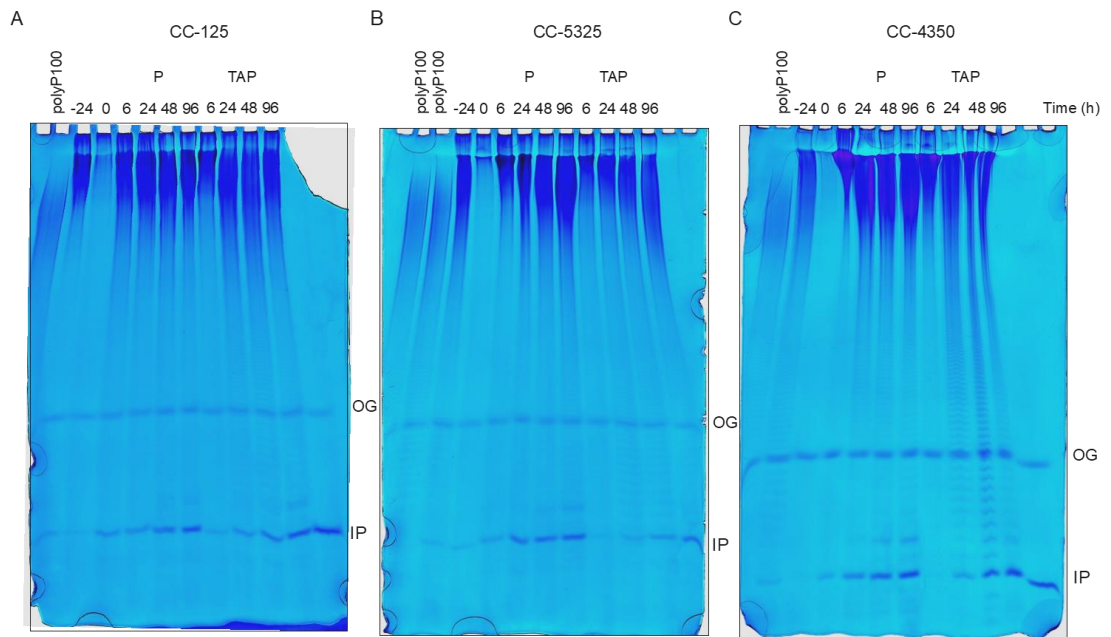 A
CC-125
polyP100
P
TAP
-24 0 6 24 48 96 6 24 48 96
OG
IP
B
CC-5325
polyP100
polyP100
P
TAP
-24 0 6 24 48 96 6 24 48 96
OG
IP
C
CC-4350
polyP100
P
TAP
-24 0 6 24 48 96 6 24 48 96
Time (h)
OG
IP